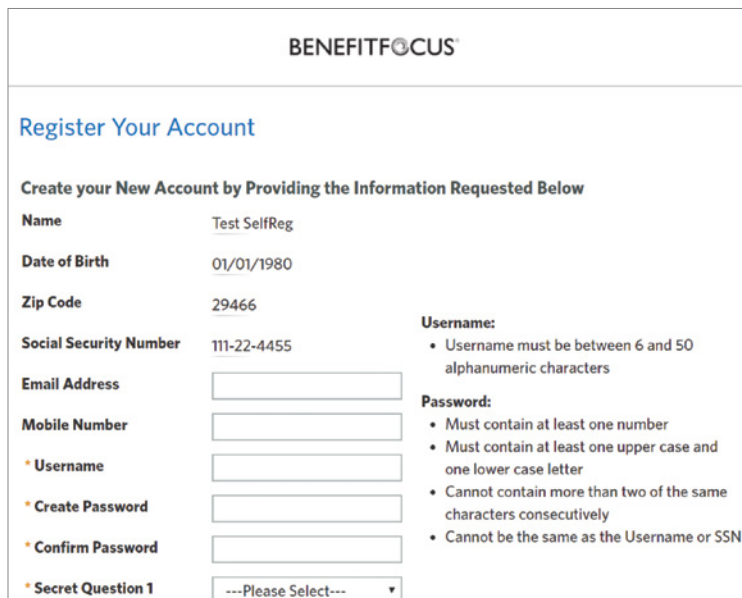 BENEFITFOCUS
Register Your Account
Create your New Account by Providing the Information Requested Below
Name Test SelfReg
Date of Birth 01/01/1980
Zip Code 29466
Social Security Number 111-22-4455
Email Address
Mobile Number
* Username
* Create Password
* Confirm Password
* Secret Question 1 ---Please Select---
Username:
• Username must be between 6 and 50
alphanumeric characters
Password:
• Must contain at least one number
• Must contain at least one upper case and
one lower case letter
• Cannot contain more than two of the same
characters consecutively
• Cannot be the same as the Username or SSN